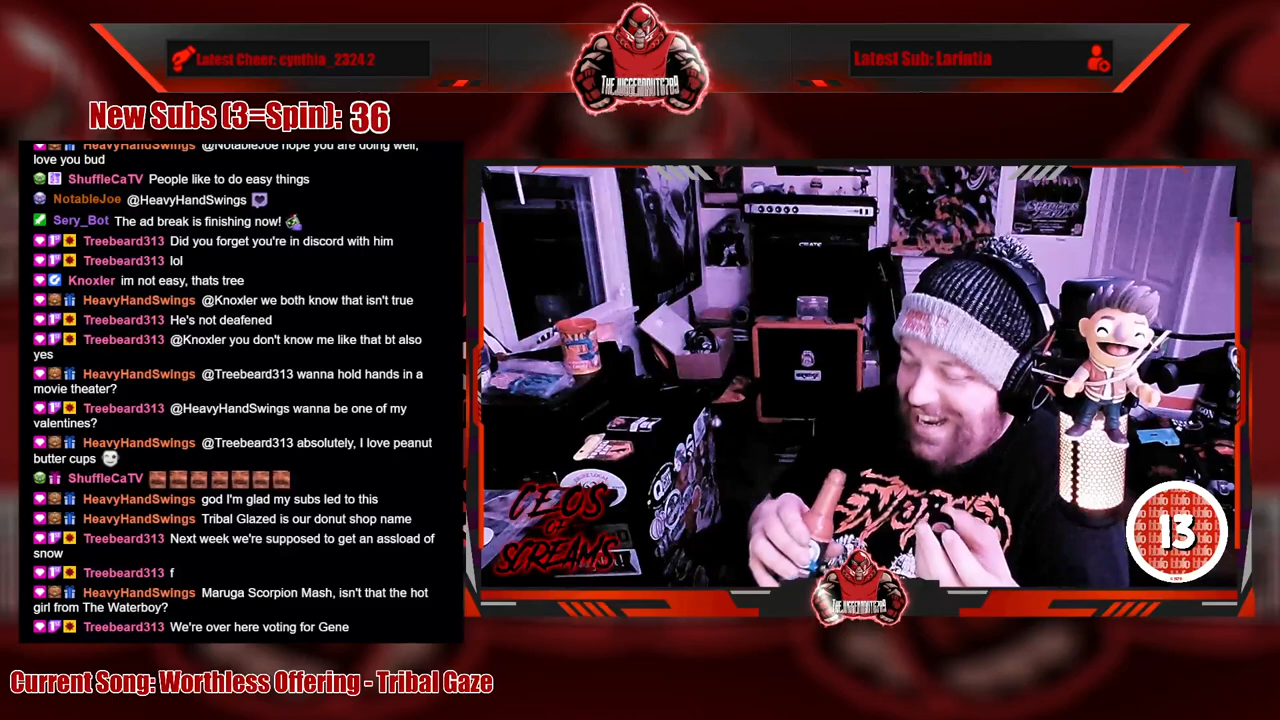 Latest Cheer: cynthia_2324 2
THEJUGGERNAUT6789
Latest Sub: Larintia
New Subs (3=Spin): 36
HeavyHandSwings @NotableJoe hope you are doing well,
love you bud
ShuffleCaTV People like to do easy things
NotableJoe @HeavyHandSwings
Sery_Bot The ad break is finishing now!
Treebeard313 Did you forget you're in discord with him
Treebeard313 lol
Knoxler im not easy, thats tree
HeavyHandSwings @Knoxler we both know that isn't true
Treebeard313 He's not deafened
Treebeard313 @Knoxler you don't know me like that bt also
yes
HeavyHandSwings @Treebeard313 wanna hold hands in a
movie theater?
Treebeard313 @HeavyHandSwings wanna be one of my
valentines?
HeavyHandSwings @Treebeard313 absolutely, I love peanut
butter cups
ShuffleCaTV
HeavyHandSwings god I'm glad my subs led to this
HeavyHandSwings Tribal Glazed is our donut shop name
Treebeard313 Next week we're supposed to get an assload of
snow
Treebeard313 f
HeavyHandSwings Maruga Scorpion Mash, isn't that the hot
girl from The Waterboy?
Treebeard313 We're over here voting for Gene
CRATE
CEO'S
OF
SCREAMS
13
Current Song: Worthless Offering - Tribal Gaze